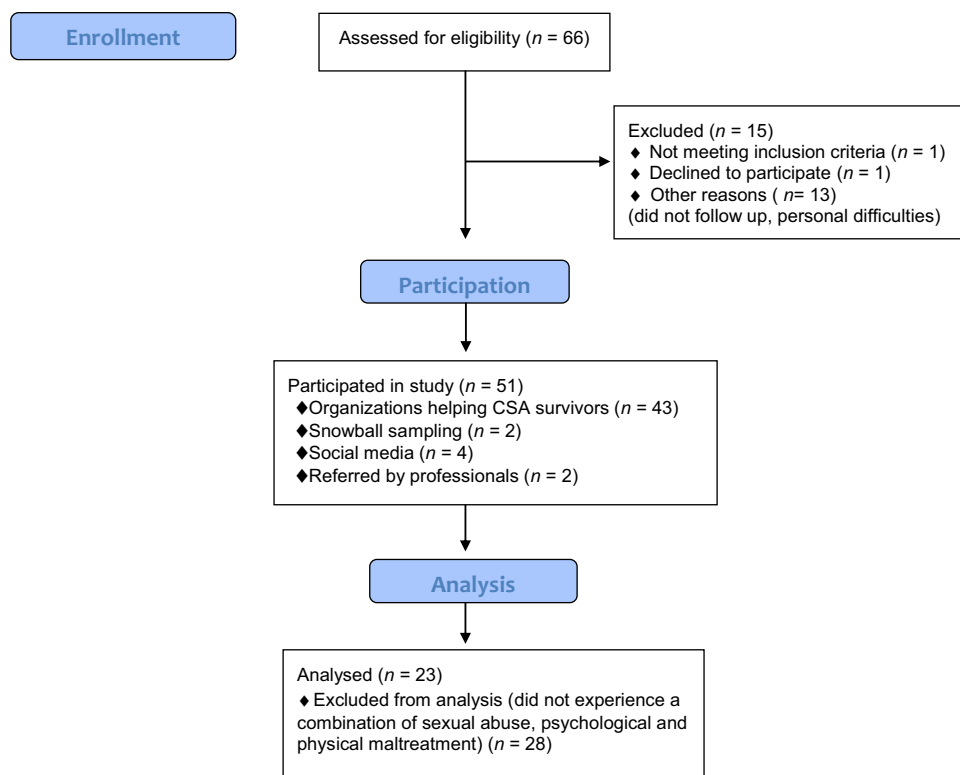 Enrollment
Assessed for eligibility (n = 66)
Excluded (n = 15)
♦ Not meeting inclusion criteria (n = 1)
♦ Declined to participate (n = 1)
♦ Other reasons ( n= 13)
(did not follow up, personal difficulties)
Participation
Participated in study (n = 51)
♦Organizations helping CSA survivors (n = 43)
♦Snowball sampling (n = 2)
♦Social media (n = 4)
♦Referred by professionals (n = 2)
Analysis
Analysed (n = 23)
♦ Excluded from analysis (did not experience a
combination of sexual abuse, psychological and
physical maltreatment) (n = 28)